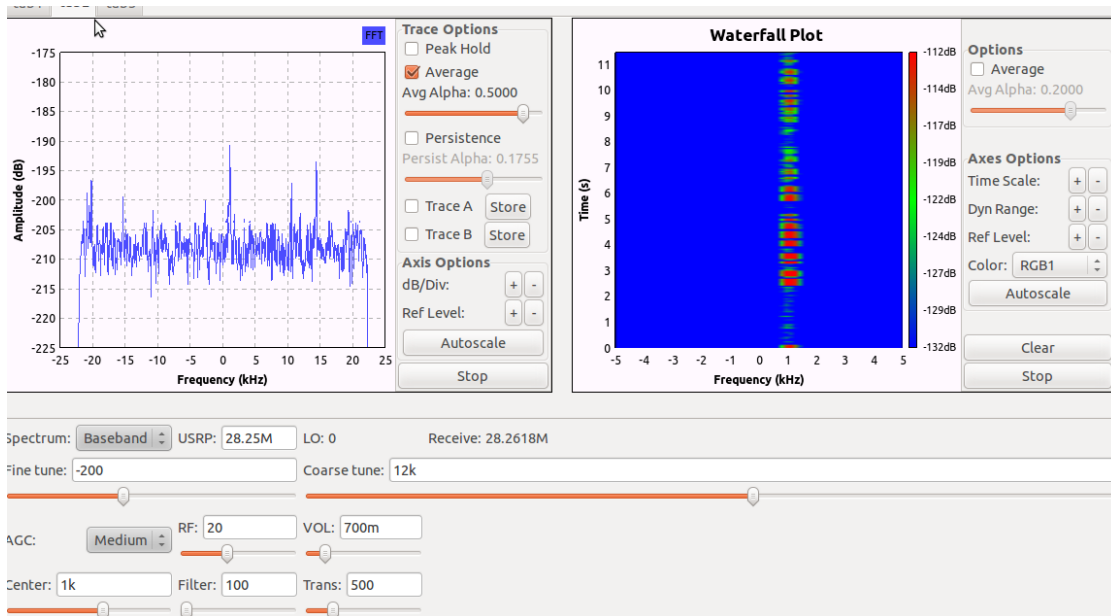 FFT
-175
-180
-185
-190
-195
-200
-205
-210
-215
-220
-225
-25 -20 -15 -10 -5 0 5 10 15 20 25
Amplitude (dB)
Frequency (kHz)
Trace Options
Peak Hold
Average
Avg Alpha: 0.5000
Persistence
Persist Alpha: 0.1755
Trace A Store
Trace B Store
Axis Options
dB/Div: + -
Ref Level: + -
Autoscale
Stop
Waterfall Plot
11
10
9
8
7
6
5
4
3
2
1
0
-5 -4 -3 -2 -1 0 1 2 3 4 5
Time (s)
Frequency (kHz)
-112dB
-114dB
-117dB
-119dB
-122dB
-124dB
-127dB
-129dB
-132dB
Options
Average
Avg Alpha: 0.2000
Axes Options
Time Scale: + -
Dyn Range: + -
Ref Level: + -
Color: RGB1
Autoscale
Clear
Stop
Spectrum: Baseband USRP: 28.25M LO: 0 Receive: 28.2618M
Fine tune: -200 Coarse tune: 12k
AGC: Medium RF: 20 VOL: 700m
Center: 1k Filter: 100 Trans: 500